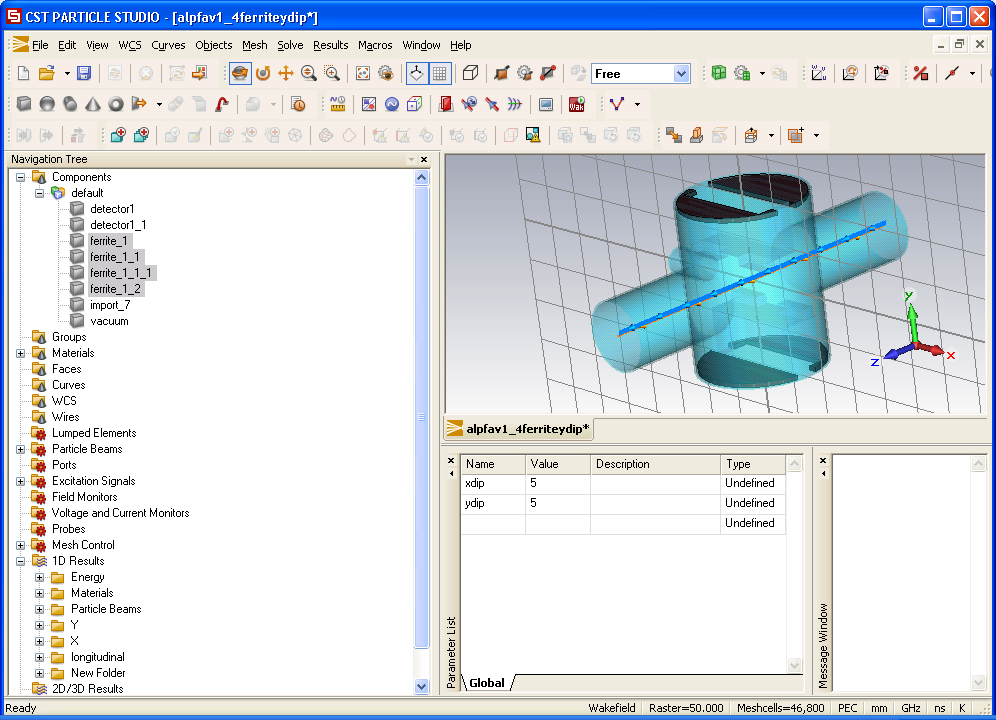 CST PARTICLE STUDIO - [alpfav1_4ferriteydip*]
File Edit View WCS Curves Objects Mesh Solve Results Macros Window Help
Free
Wak
Navigation Tree
Components
default
detector1
detector1_1
ferrite_1
ferrite_1_1
ferrite_1_1_1
ferrite_1_2
import_7
vacuum
Groups
Materials
Faces
Curves
WCS
Wires
Lumped Elements
Particle Beams
Ports
Excitation Signals
Field Monitors
Voltage and Current Monitors
Probes
Mesh Control
1D Results
Energy
Materials
Particle Beams
Y
X
longitudinal
New Folder
2D/3D Results
y
x
z
alpfav1_4ferriteydip*
Name Value Description Type
xdip 5 Undefined
ydip 5 Undefined
Undefined
Parameter List
Global
Message Window
Ready Wakefield Raster=50.000 Meshcells=46,800 PEC mm GHz ns K